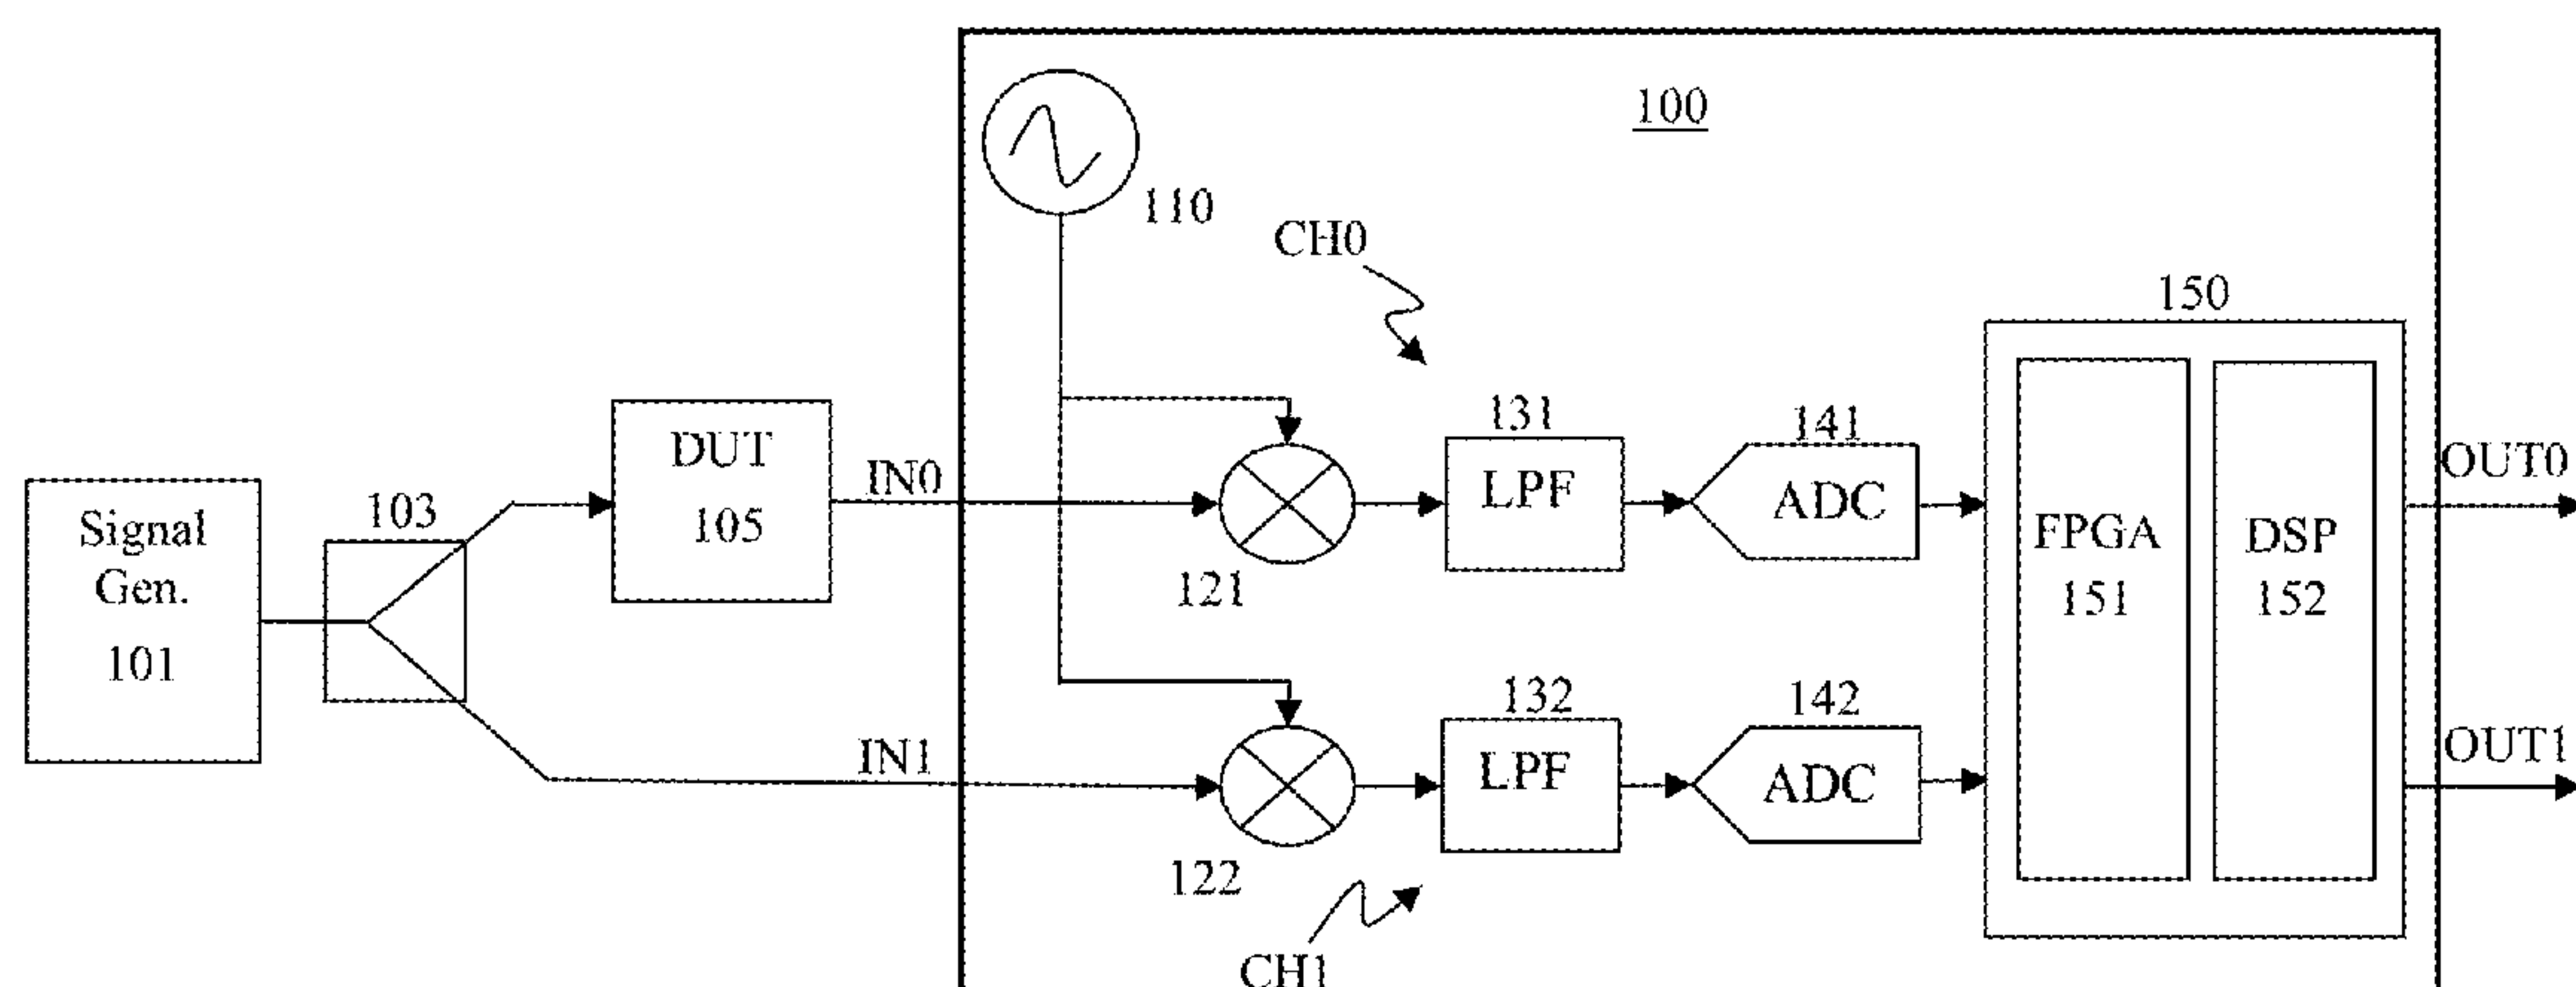 100
110
CH0
150
131
141
DUT
105
IN0
LPF
ADC
OUT0
103
Signal
Gen.
101
121
FPGA
151
DSP
152
132
142
IN1
LPF
ADC
OUT1
122
CH1